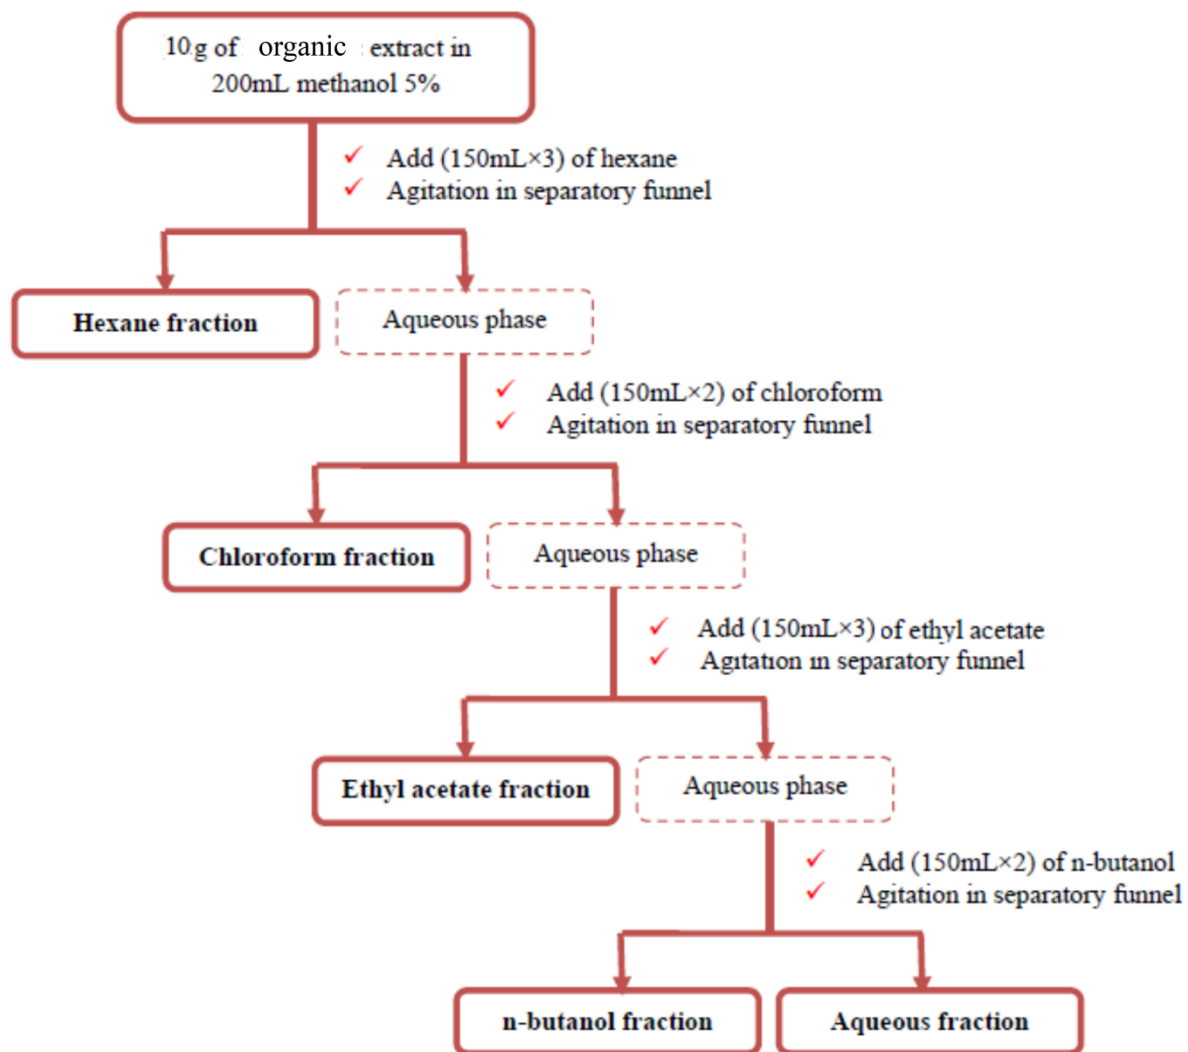 10g of organic extract in
200mL methanol 5%
✓ Add (150mL×3) of hexane
✓ Agitation in separatory funnel
Hexane fraction
Aqueous phase
✓ Add (150mL×2) of chloroform
✓ Agitation in separatory funnel
Chloroform fraction
Aqueous phase
✓ Add (150mL×3) of ethyl acetate
✓ Agitation in separatory funnel
Ethyl acetate fraction
Aqueous phase
✓ Add (150mL×2) of n-butanol
✓ Agitation in separatory funnel
n-butanol fraction
Aqueous fraction